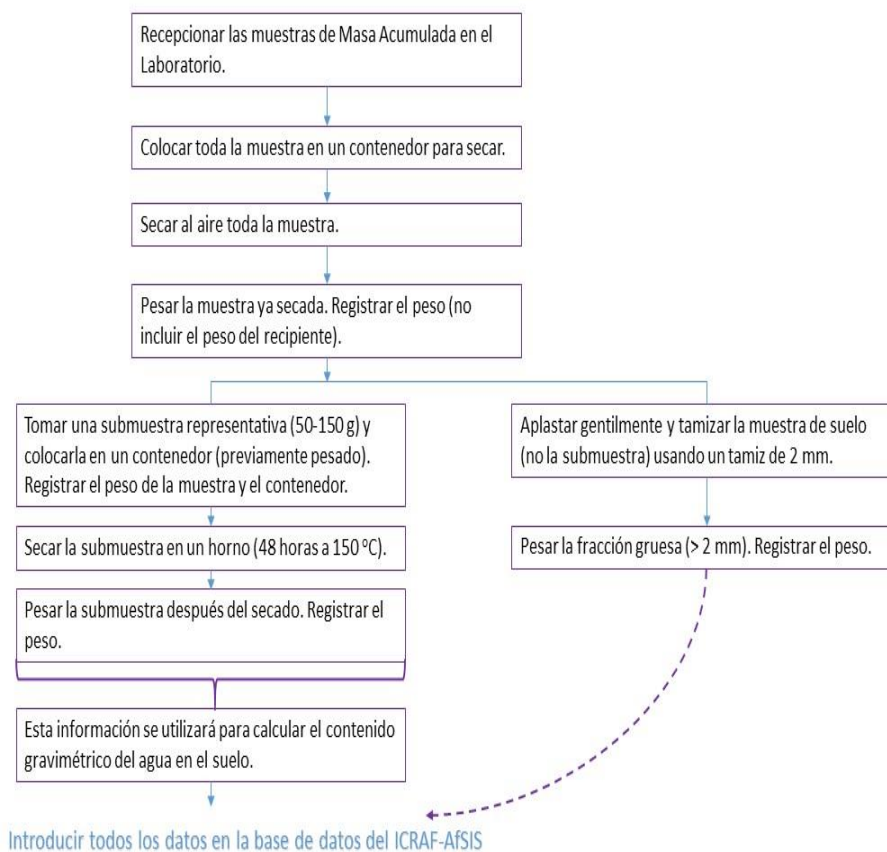 Recepcionar las muestras de Masa Acumulada en el
Laboratorio.
Colocar toda la muestra en un contenedor para secar.
Secar al aire toda la muestra.
Pesar la muestra ya secada. Registrar el peso (no
incluir el peso del recipiente).
Tomar una submuestra representativa (50-150 g) y
colocarla en un contenedor (previamente pesado).
Registrar el peso de la muestra y el contenedor.
Secar la submuestra en un horno (48 horas a 150 ºC).
Pesar la submuestra después del secado. Registrar el
peso.
Esta información se utilizará para calcular el contenido
gravimétrico del agua en el suelo.
Aplastar gentilmente y tamizar la muestra de suelo
(no la submuestra) usando un tamiz de 2 mm.
Pesar la fracción gruesa (> 2 mm). Registrar el peso.
Introducir todos los datos en la base de datos del ICRAF-AfSIS